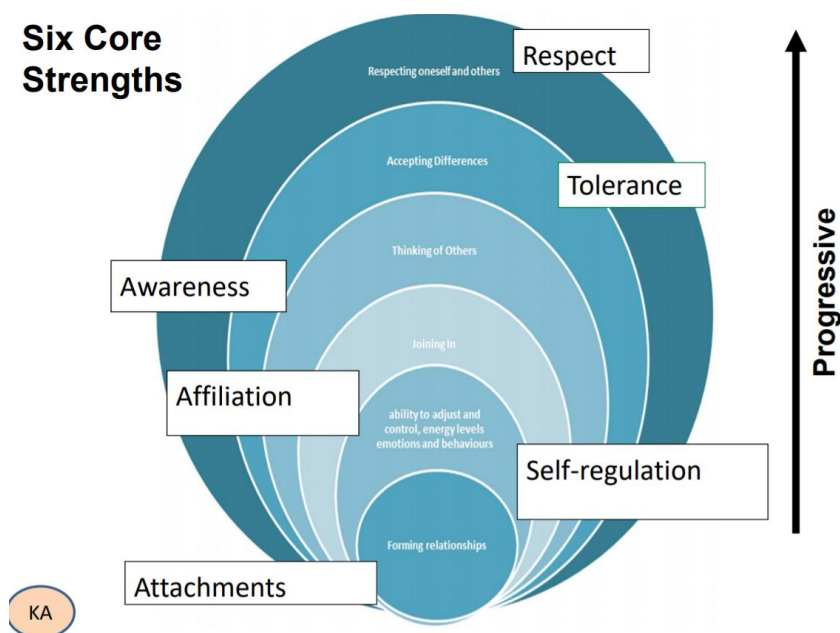 Six Core
Strengths
Respect
Respecting oneself and others
Accepting Differences
Tolerance
Thinking of Others
Awareness
Joining In
Affiliation
ability to adjust and
control, energy levels
emotions and behaviours
Self-regulation
Forming relationships
Attachments
Progressive
KA